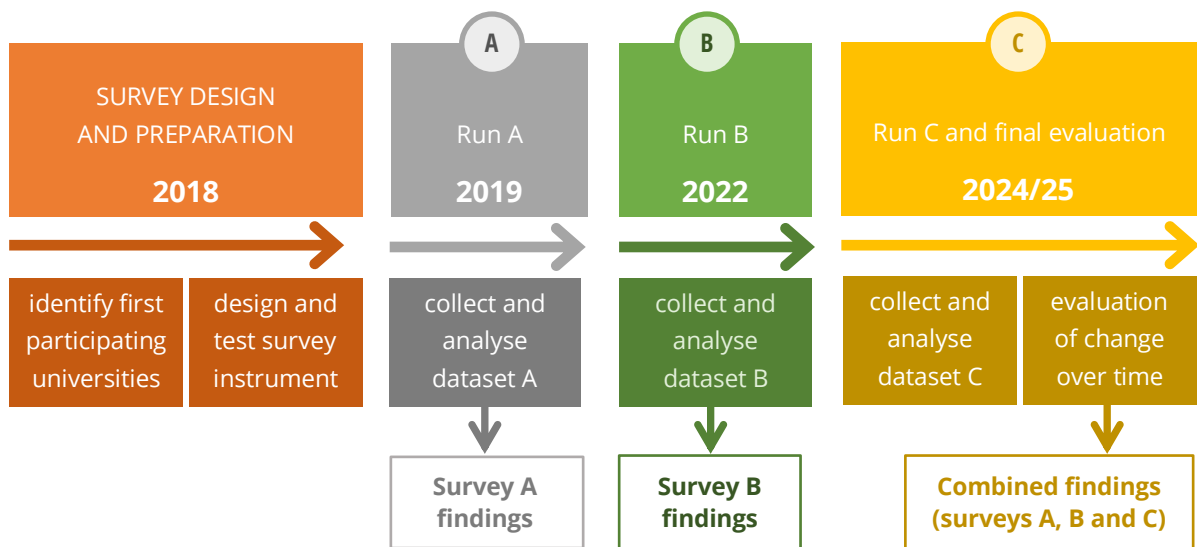 SURVEY DESIGN
AND PREPARATION
2018
identify first
participating
universities
design and
test survey
instrument
A
Run A
2019
collect and
analyse
dataset A
Survey A
findings
B
Run B
2022
collect and
analyse
dataset B
Survey B
findings
C
Run C and final evaluation
2024/25
collect and
analyse
dataset C
evaluation
of change
over time
Combined findings
(surveys A, B and C)